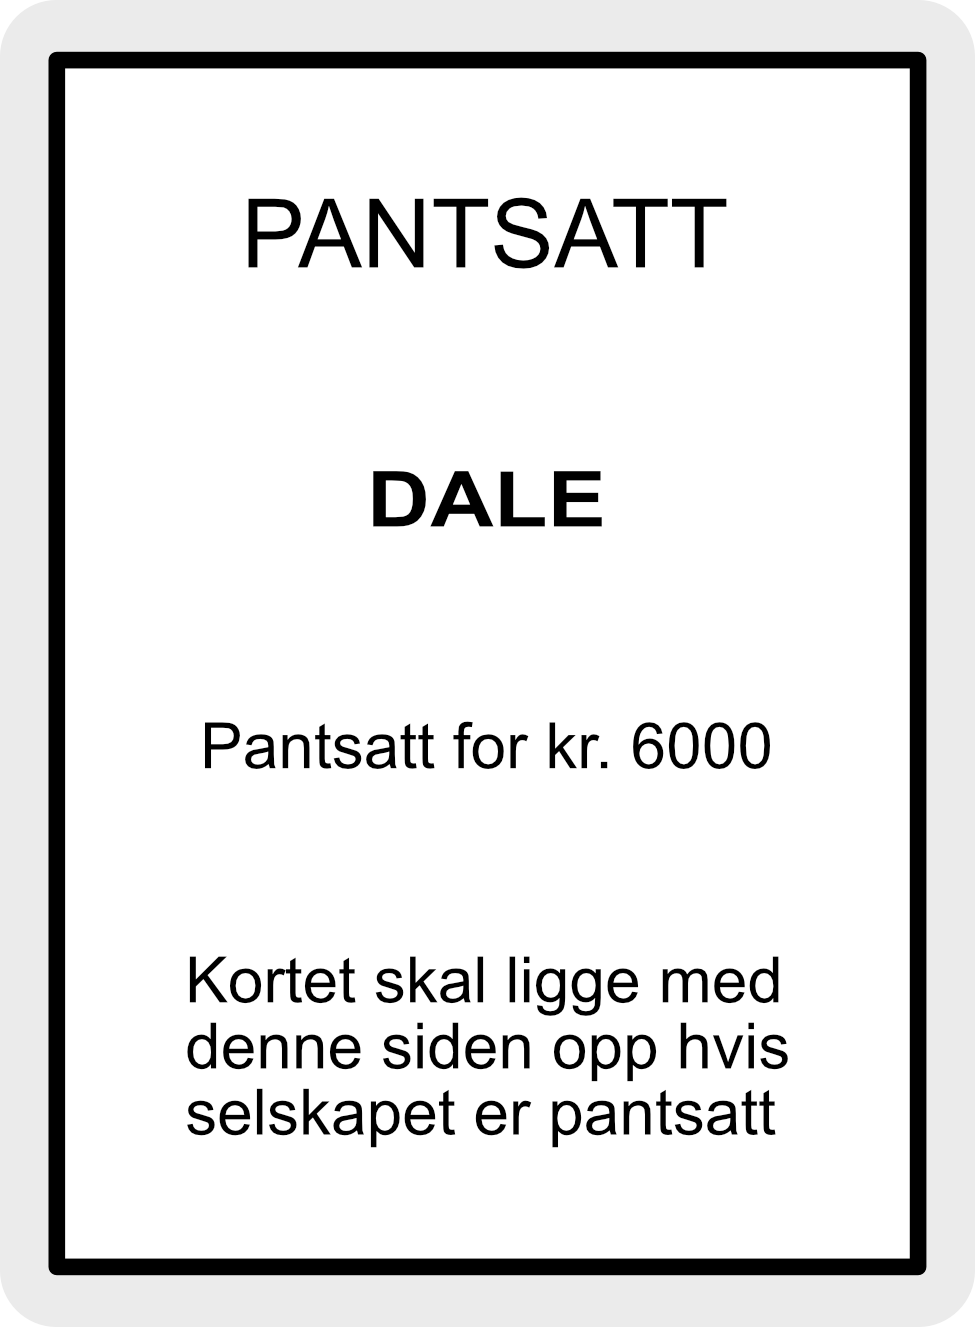 PANTSATT
DALE
Pantsatt for kr. 6000
Kortet skal ligge med
denne siden opp hvis
selskapet er pantsatt